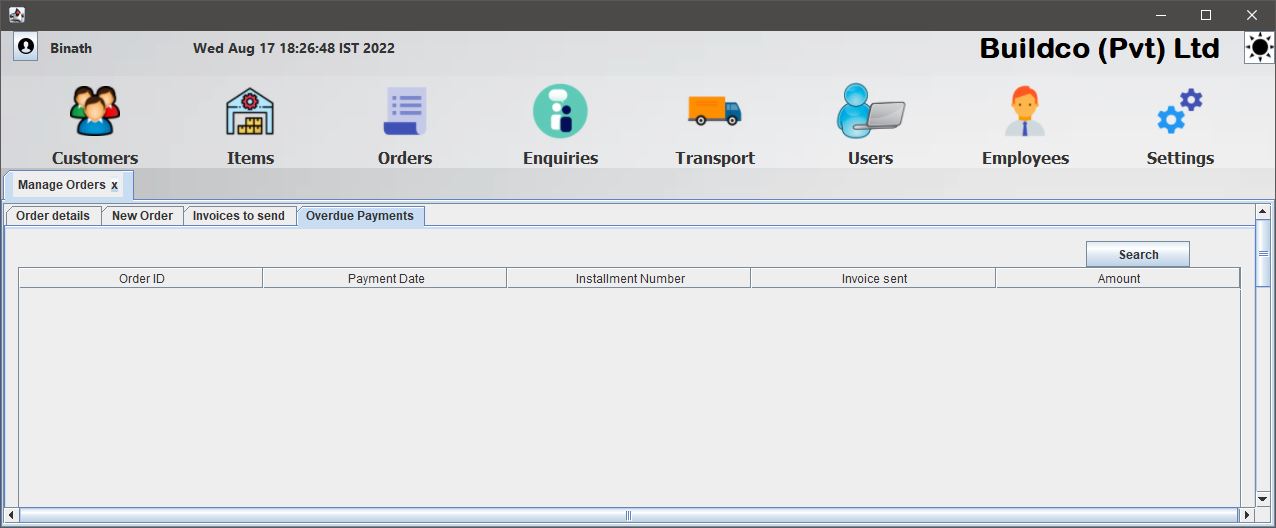 Binath Wed Aug 17 18:26:48 IST 2022 Buildco (Pvt) Ltd
Customers Items Orders Enquiries Transport Users Employees Settings
Manage Orders x
Order details New Order Invoices to send Overdue Payments
Search
Order ID Payment Date Installment Number Invoice sent Amount